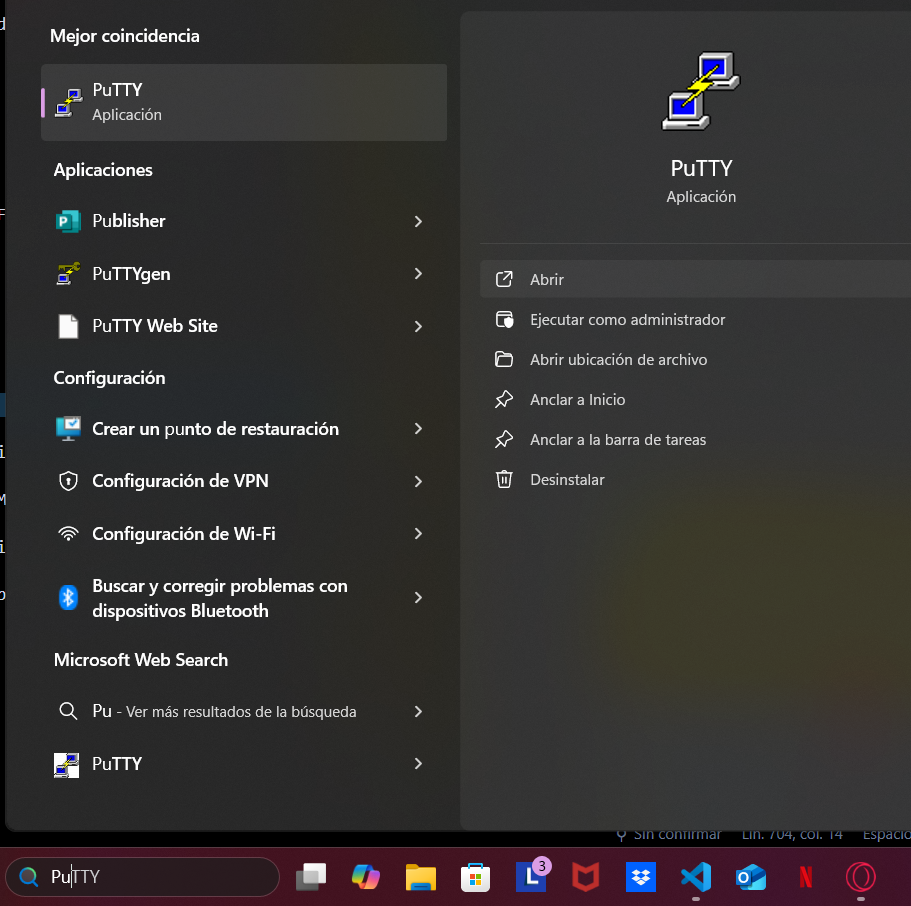 Mejor coincidencia
PuTTY
Aplicación
Aplicaciones
Publisher
PuTTYgen
PuTTY Web Site
Configuración
Crear un punto de restauración
Configuración de VPN
Configuración de Wi-Fi
Buscar y corregir problemas con
dispositivos Bluetooth
Microsoft Web Search
Pu - Ver más resultados de la búsqueda
PuTTY
PuTTY
Aplicación
Abrir
Ejecutar como administrador
Abrir ubicación de archivo
Anclar a Inicio
Anclar a la barra de tareas
Desinstalar
Sin confirmar Lín. 704, col. 14 Espacio
PuTTY
L 3